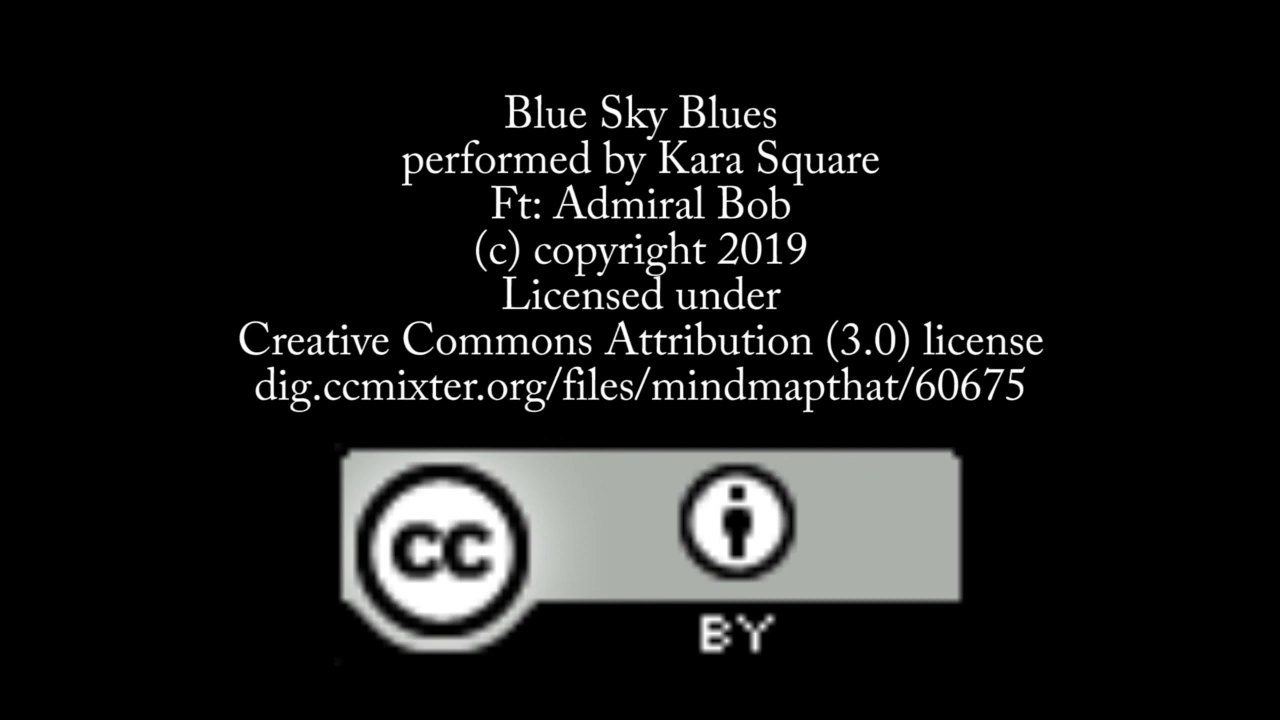 Blue Sky Blues
performed by Kara Square
Ft: Admiral Bob
(c) copyright 2019
Licensed under
Creative Commons Attribution (3.0) license
dig.ccmixter.org/files/mindmapthat/60675
cc
BY